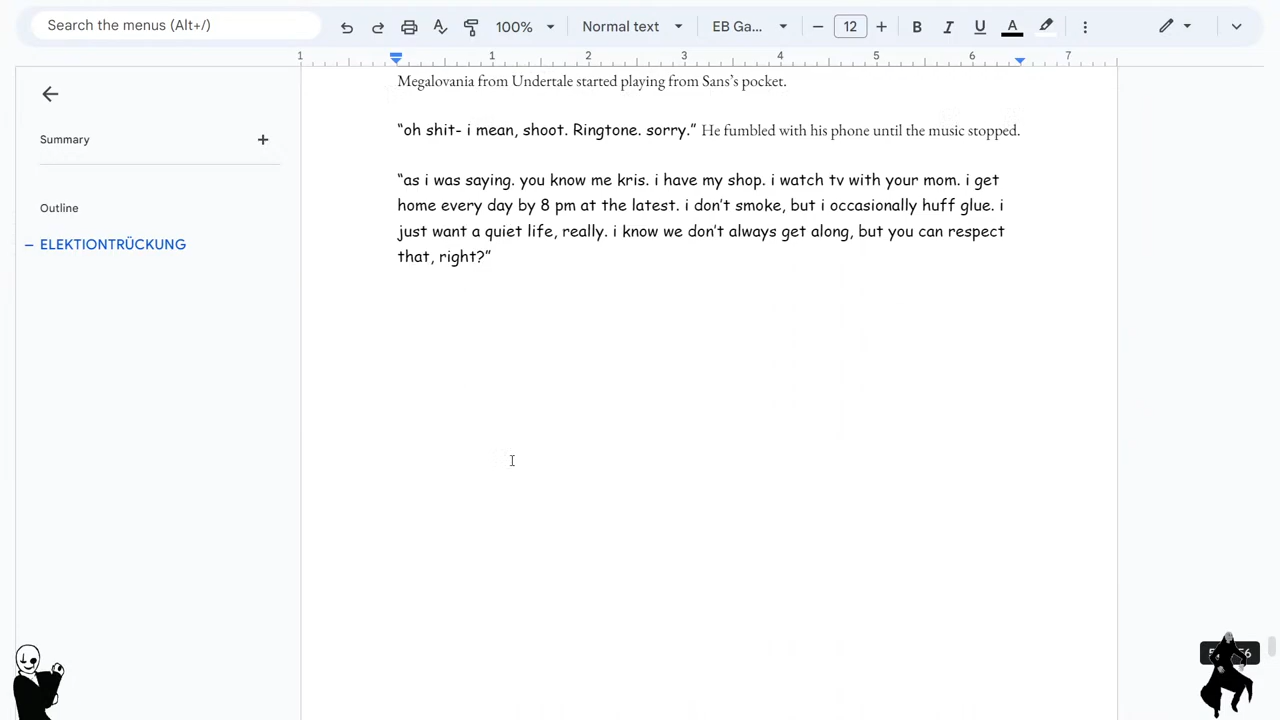 Search the menus (Alt+/)
100%
Normal text
EB Ga...
12
B
I
U
A
1
1
2
3
4
5
6
7
Summary
Outline
ELEKTIONTRÜCKUNG
Megalovania from Undertale started playing from Sans’s pocket.
“oh shit- i mean, shoot. Ringtone. sorry.” He fumbled with his phone until the music stopped.
“as i was saying. you know me kris. i have my shop. i watch tv with your mom. i get
home every day by 8 pm at the latest. i don’t smoke, but i occasionally huff glue. i
just want a quiet life, really. i know we don’t always get along, but you can respect
that, right?”